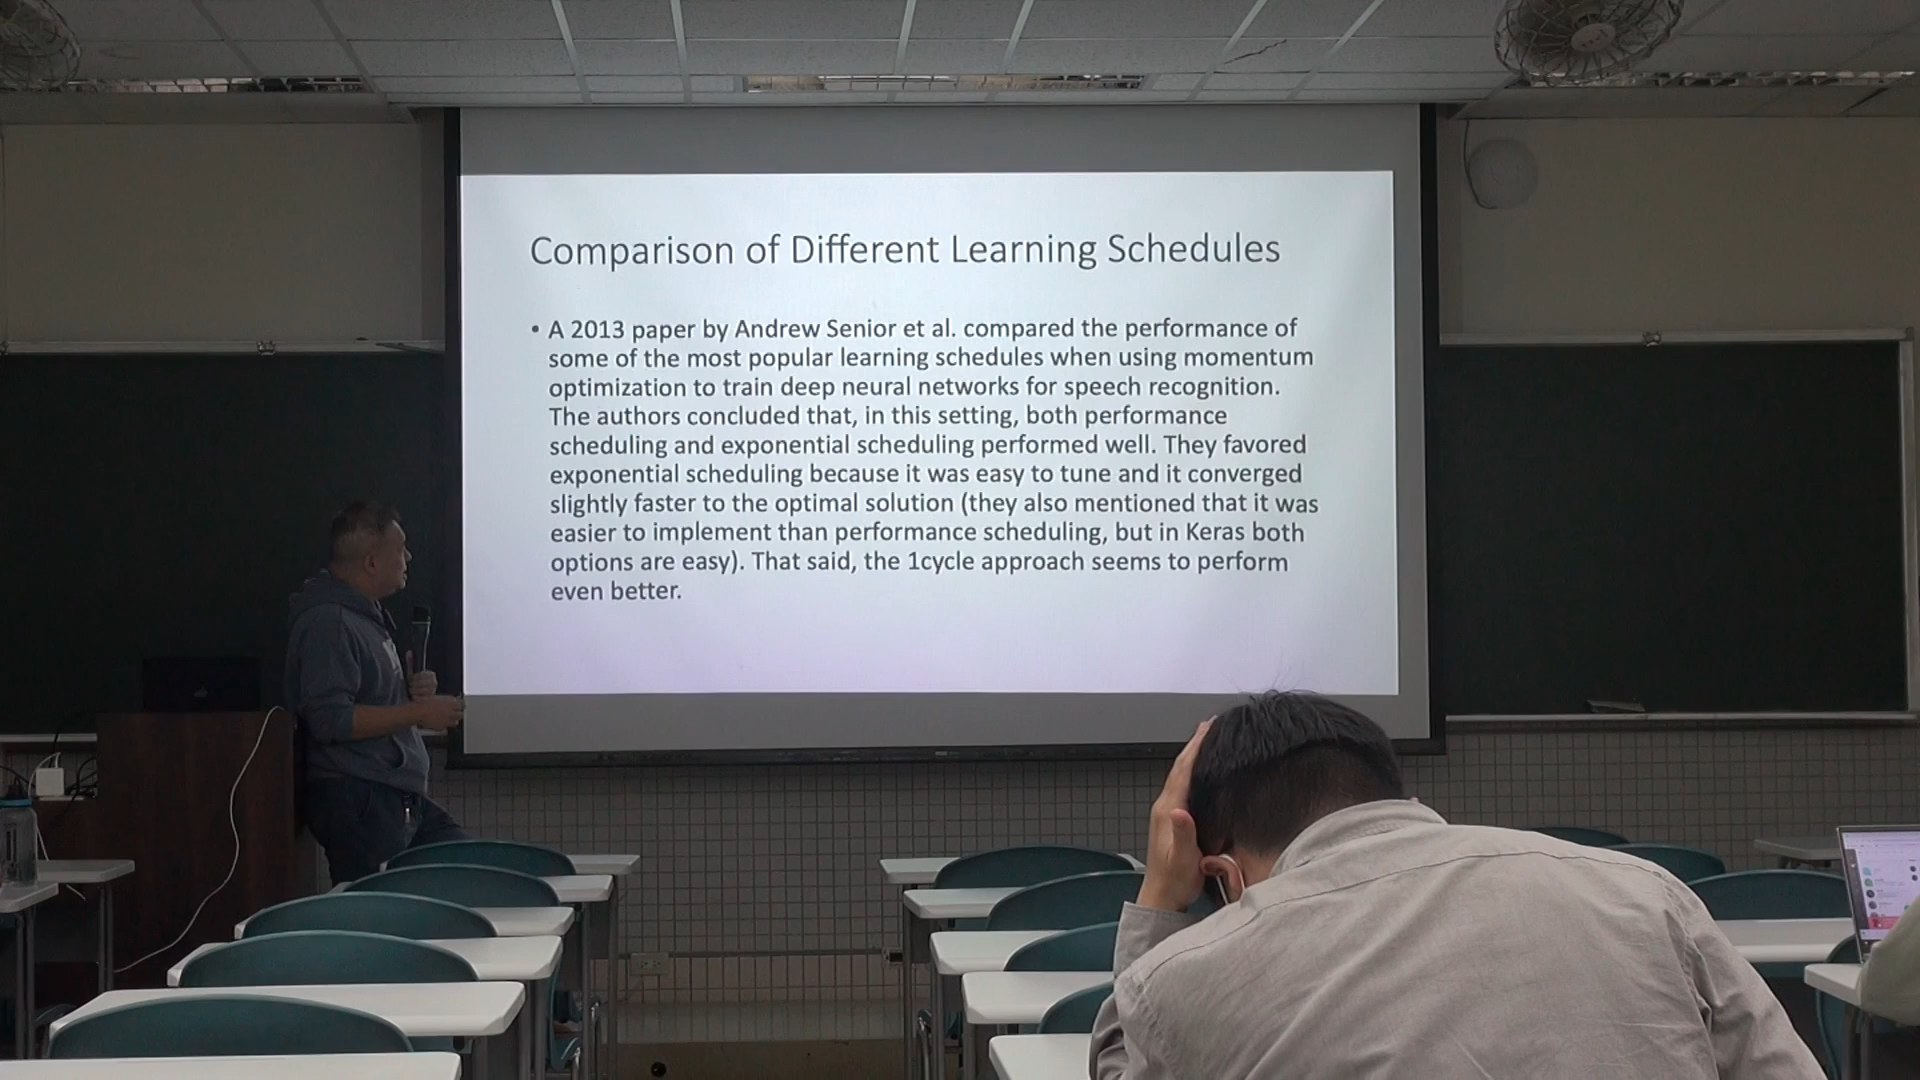 Comparison of Different Learning Schedules
• A 2013 paper by Andrew Senior et al. compared the performance of
some of the most popular learning schedules when using momentum
optimization to train deep neural networks for speech recognition.
The authors concluded that, in this setting, both performance
scheduling and exponential scheduling performed well. They favored
exponential scheduling because it was easy to tune and it converged
slightly faster to the optimal solution (they also mentioned that it was
easier to implement than performance scheduling, but in Keras both
options are easy). That said, the 1cycle approach seems to perform
even better.